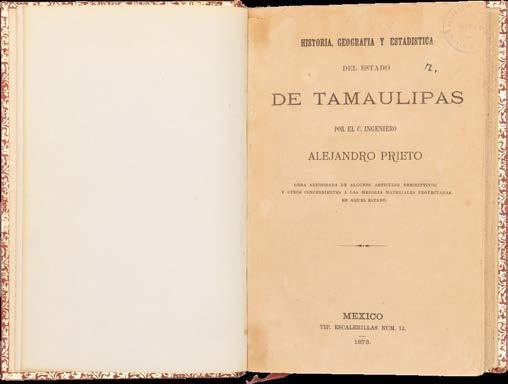 HISTORIA, GEOGRAFIA Y ESTADISTICA
DEL ESTADO
DE TAMAULIPAS
POR EL C. INGENIERO
ALEJANDRO PRIETO
OBRA ADICIONADA DE ALGUNOS ARTICULOS DESCRIPTIVOS
Y OTROS CONCERNIENTES A LAS MEJORAS MATERIALES PROYECTADAS
EN AQUEL ESTADO.
MEXICO
TIP. ESCALERILLAS NUM. 13.
1873.